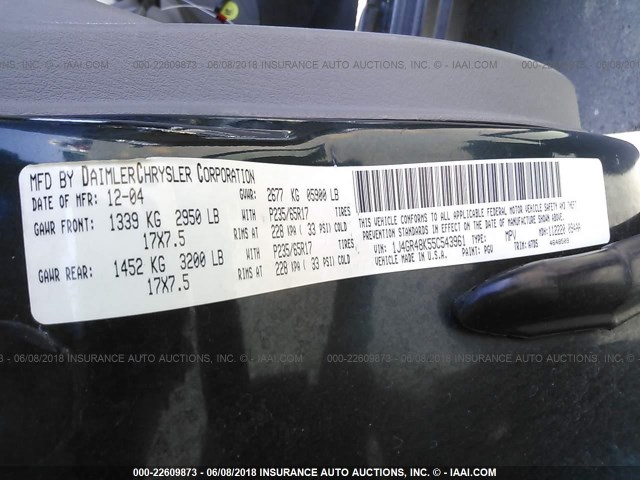 000-22609873 - 06/08/2018 INSURANCE AUTO AUCTIONS, INC. © - IAAI.COM
MFD BY DAIMLERCHRYSLER CORPORATION
DATE OF MFR: 12-04 GVWR: 2677 KG 05900 LB
GAWR FRONT: 1339 KG 2950 LB WITH P235/65R17 TIRES
17X7.5 RIMS AT 228 KPA ( 33 PSI) COLD
GAWR REAR: 1452 KG 3200 LB WITH P235/65R17 TIRES
17X7.5 RIMS AT 228 KPA ( 33 PSI) COLD
THIS VEHICLE CONFORMS TO ALL APPLICABLE FEDERAL MOTOR VEHICLE SAFETY AND THEFT
PREVENTION STANDARDS IN EFFECT ON THE DATE OF MANUFACTURE SHOWN ABOVE.
VIN: 1J4GR48K55C543961 TYPE: MPV MDH: 112220
VEHICLE MADE IN U.S.A. PAINT: PDV TRIM:
000-22609873 - 06/08/2018 INSURANCE AUTO AUCTIONS, INC. © - IAAI.COM
000-22609873 - 06/08/2018 INSURANCE AUTO AUCTIONS, INC. © - IAAI.COM